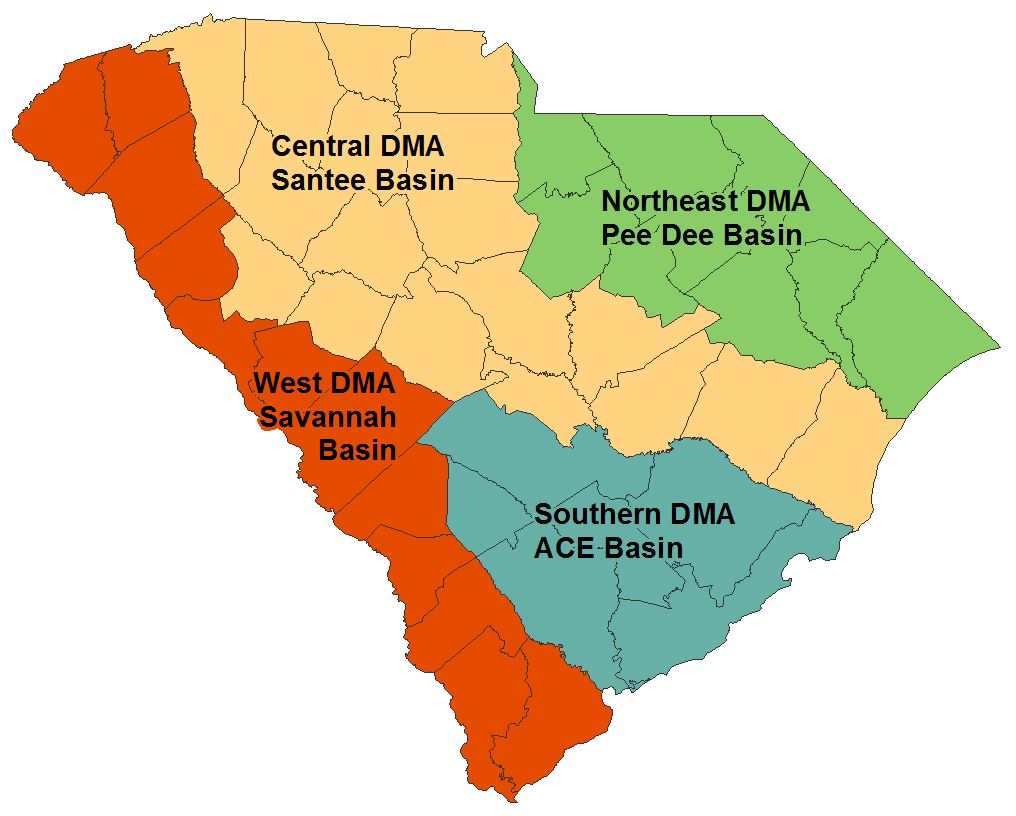 Central DMA
Santee Basin
Northeast DMA
Pee Dee Basin
West DMA
Savannah
Basin
Southern DMA
ACE Basin